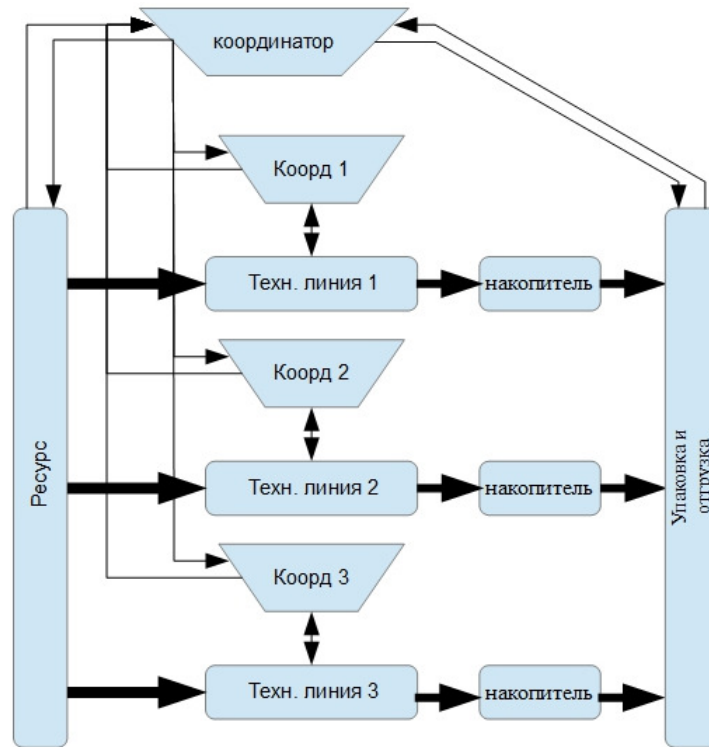 координатор
Коорд 1
Техн. линия 1
накопитель
Коорд 2
Ресурс
Техн. линия 2
накопитель
Упаковка и
отгрузка
Коорд 3
Техн. линия 3
накопитель